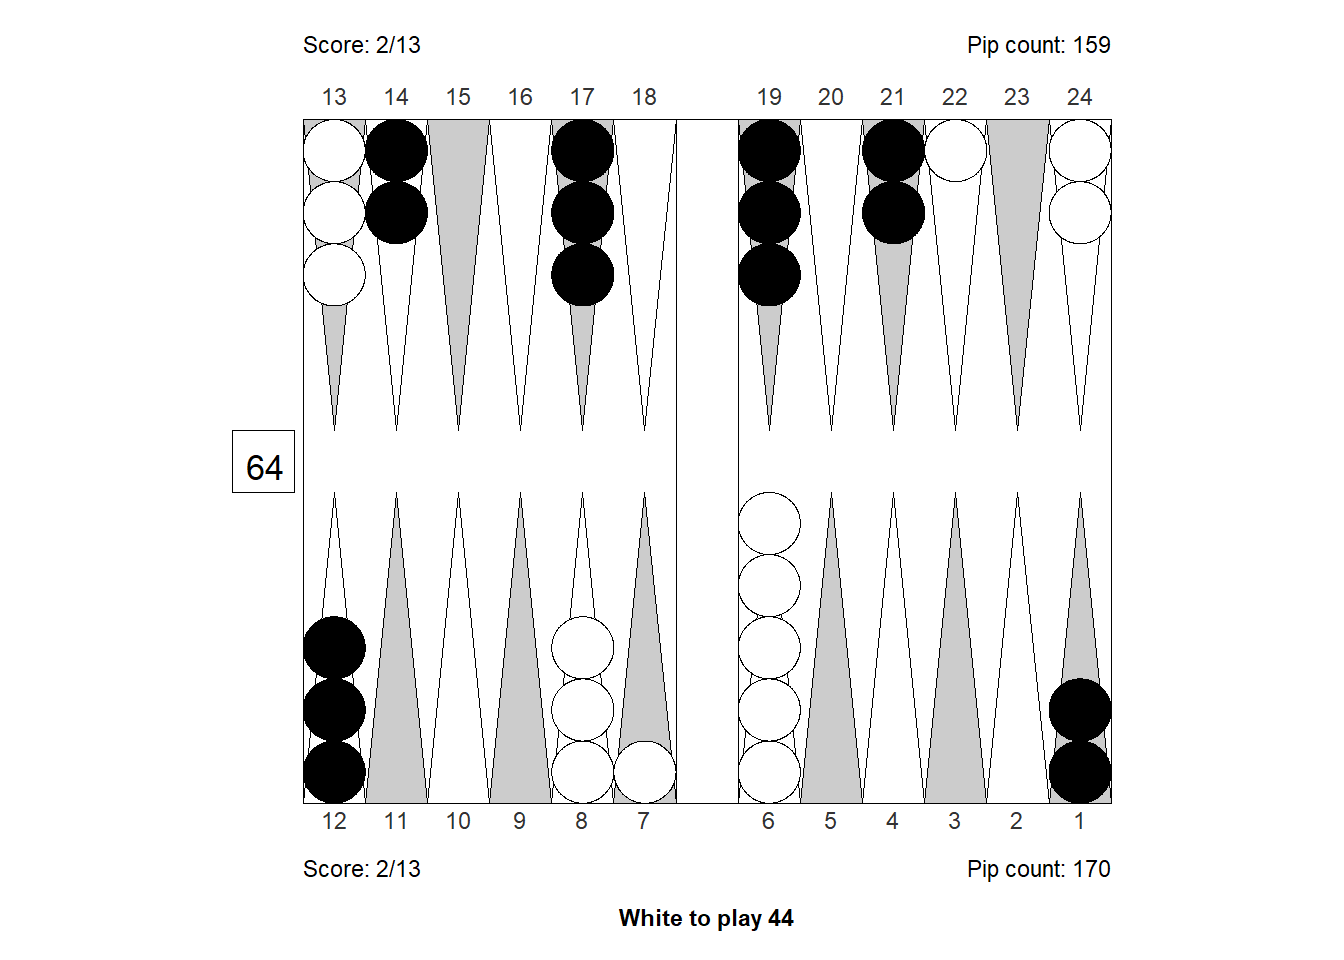 Score: 2/13 Pip count: 159
13 14 15 16 17 18 19 20 21 22 23 24
64
12 11 10 9 8 7 6 5 4 3 2 1
Score: 2/13 Pip count: 170
White to play 44